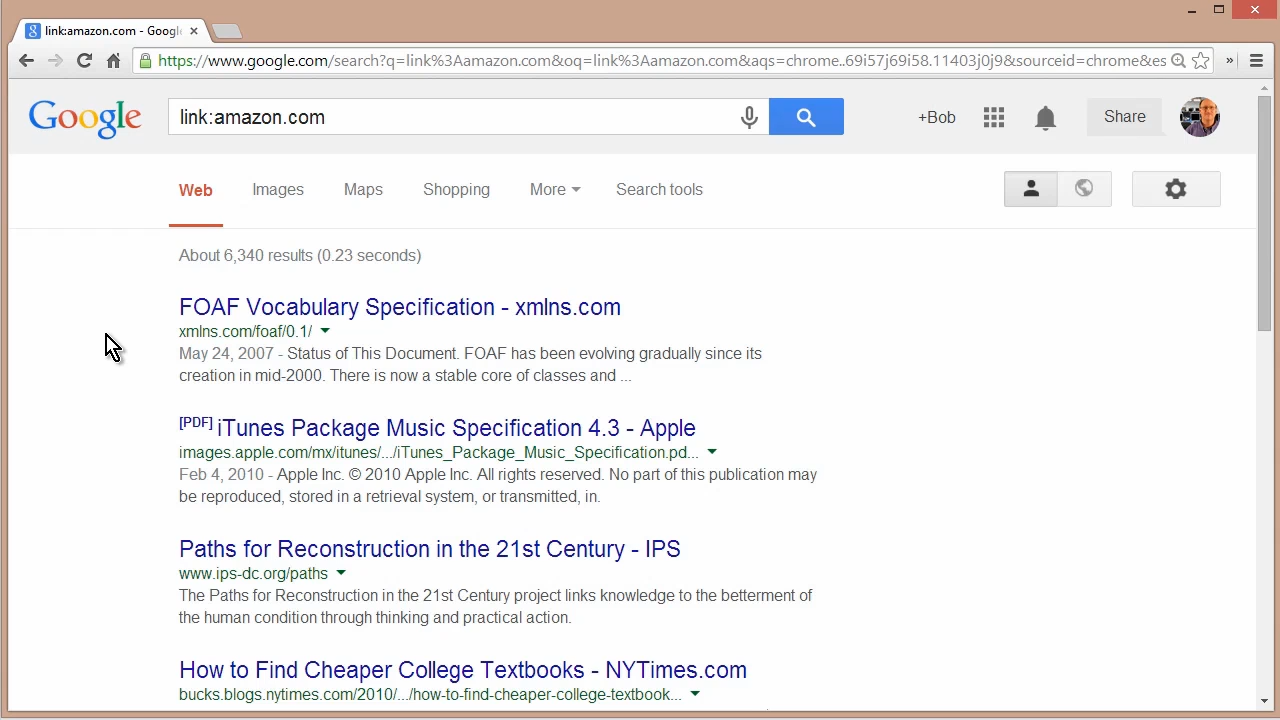 link:amazon.com - Googl
https://www.google.com/search?q=link%3Aamazon.com&oq=link%3Aamazon.com&aqs=chrome..69i57j69i58.11403j0j9&sourceid=chrome&es
»
Google
link:amazon.com
+Bob
Share
Web
Images
Maps
Shopping
More
Search tools
About 6,340 results (0.23 seconds)
FOAF Vocabulary Specification - xmlns.com
xmlns.com/foaf/0.1/
May 24, 2007 - Status of This Document. FOAF has been evolving gradually since its
creation in mid-2000. There is now a stable core of classes and ...
[PDF] iTunes Package Music Specification 4.3 - Apple
images.apple.com/mx/itunes/.../iTunes_Package_Music_Specification.pd...
Feb 4, 2010 - Apple Inc. © 2010 Apple Inc. All rights reserved. No part of this publication may
be reproduced, stored in a retrieval system, or transmitted, in.
Paths for Reconstruction in the 21st Century - IPS
www.ips-dc.org/paths
The Paths for Reconstruction in the 21st Century project links knowledge to the betterment of
the human condition through thinking and practical action.
How to Find Cheaper College Textbooks - NYTimes.com
bucks.blogs.nytimes.com/2010/.../how-to-find-cheaper-college-textbook...